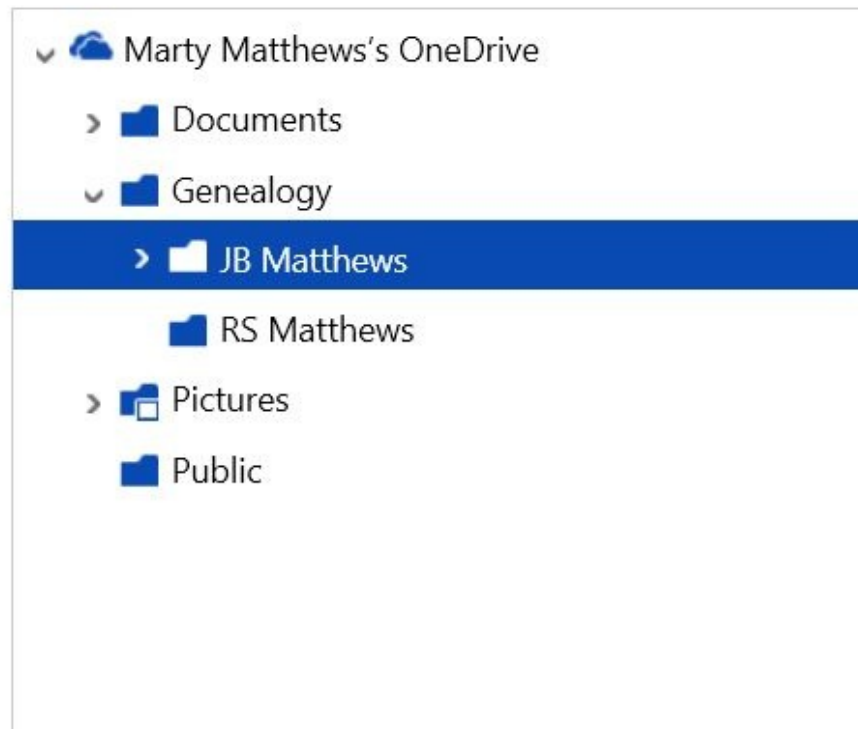 Marty Matthews's OneDrive
Documents
Genealogy
JB Matthews
RS Matthews
Pictures
Public